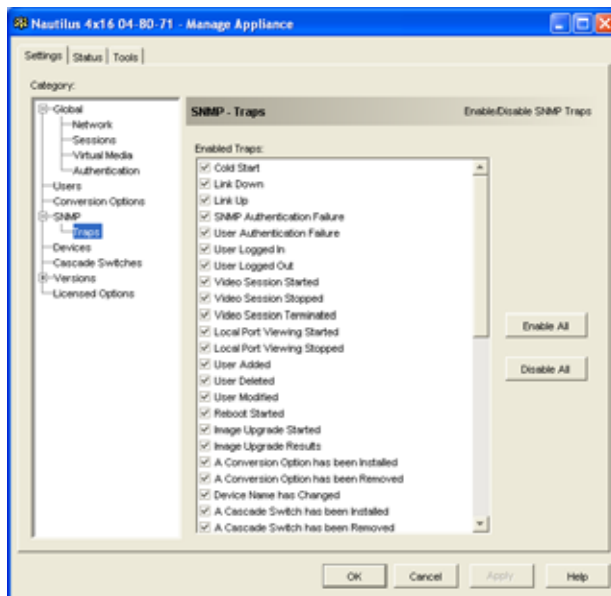 Nautilus 4x16 04-80-71 - Manage Appliance
Settings Status Tools
Category:
Global
Network
Sessions
Virtual Media
Authentication
Users
Conversion Options
SNMP
Traps
Devices
Cascade Switches
Versions
Licensed Options
SNMP - Traps
Enable/Disable SNMP Traps
Enabled Traps:
Cold Start
Link Down
Link Up
SNMP Authentication Failure
User Authentication Failure
User Logged In
User Logged Out
Video Session Started
Video Session Stopped
Video Session Terminated
Local Port Viewing Started
Local Port Viewing Stopped
User Added
User Deleted
User Modified
Reboot Started
Image Upgrade Started
Image Upgrade Results
A Conversion Option has been Installed
A Conversion Option has been Removed
Device Name has Changed
A Cascade Switch has been Installed
A Cascade Switch has been Removed
Enable All
Disable All
OK Cancel Apply Help